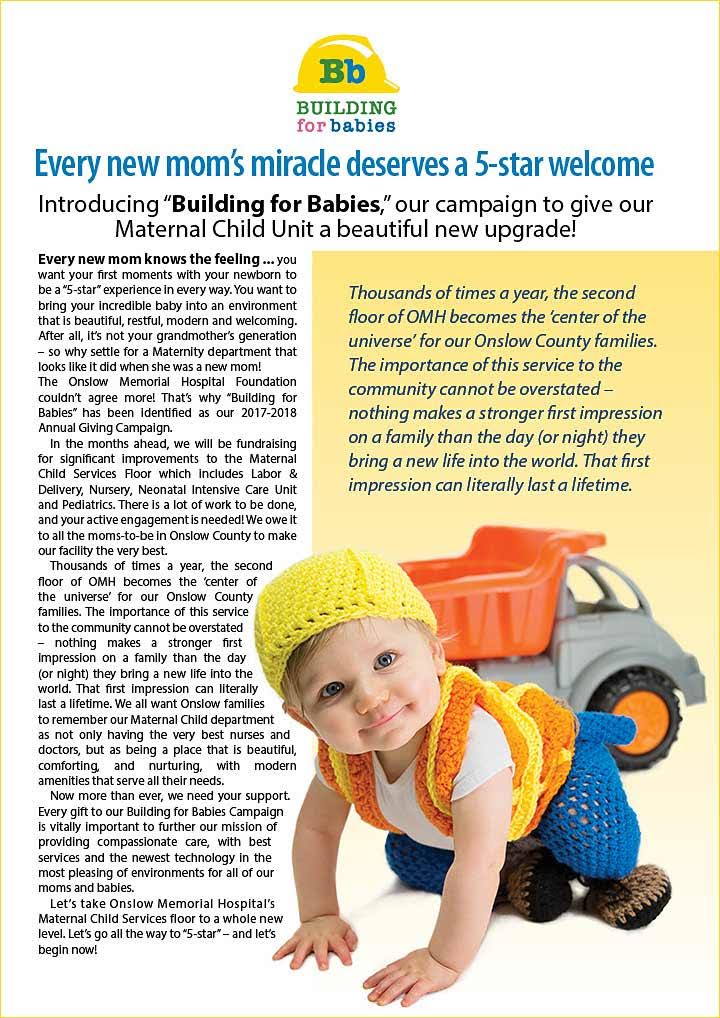 Bb
BUILDING
for babies
Every new mom's miracle deserves a 5-star welcome
Introducing “Building for Babies,” our campaign to give our
Maternal Child Unit a beautiful new upgrade!
Every new mom knows the feeling ... you
want your first moments with your newborn to
be a “5-star” experience in every way. You want to
bring your incredible baby into an environment
that is beautiful, restful, modern and welcoming.
After all, it’s not your grandmother’s generation
– so why settle for a Maternity department that
looks like it did when she was a new mom!
The Onslow Memorial Hospital Foundation
couldn’t agree more! That’s why “Building for
Babies” has been identified as our 2017-2018
Annual Giving Campaign.
In the months ahead, we will be fundraising
for significant improvements to the Maternal
Child Services Floor which includes Labor &
Delivery, Nursery, Neonatal Intensive Care Unit
and Pediatrics. There is a lot of work to be done,
and your active engagement is needed! We owe it
to all the moms-to-be in Onslow County to make
our facility the very best.
Thousands of times a year, the second
floor of OMH becomes the ‘center of
the universe’ for our Onslow County
families. The importance of this service
to the community cannot be overstated
– nothing makes a stronger first
impression on a family than the day
(or night) they bring a new life into the
world. That first impression can literally
last a lifetime. We all want Onslow families
to remember our Maternal Child department
as not only having the very best nurses and
doctors, but as being a place that is beautiful,
comforting, and nurturing, with modern
amenities that serve all their needs.
Now more than ever, we need your support.
Every gift to our Building for Babies Campaign
is vitally important to further our mission of
providing compassionate care, with best
services and the newest technology in the
most pleasing of environments for all of our
moms and babies.
Let’s take Onslow Memorial Hospital’s
Maternal Child Services floor to a whole new
level. Let’s go all the way to “5-star” – and let’s
begin now!
Thousands of times a year, the second
floor of OMH becomes the ‘center of the
universe’ for our Onslow County families.
The importance of this service to the
community cannot be overstated –
nothing makes a stronger first impression
on a family than the day (or night) they
bring a new life into the world. That first
impression can literally last a lifetime.